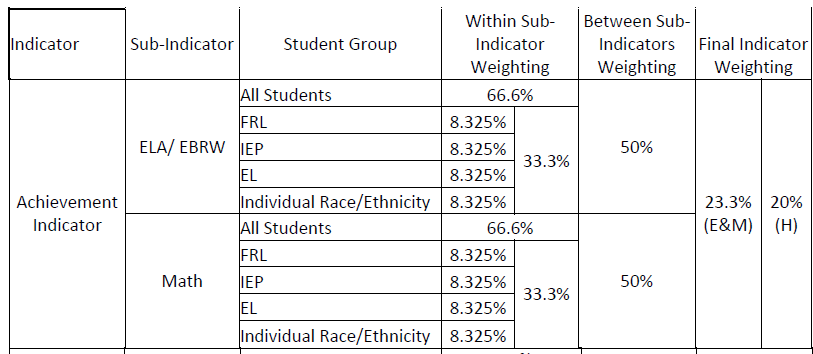 Indicator Sub-Indicator Student Group Within Sub-Indicator Weighting Between Sub-Indicators Weighting Final Indicator Weighting
Achievement Indicator
ELA/ EBRW
All Students 66.6%
FRL 8.325%
IEP 8.325%
EL 8.325%
Individual Race/Ethnicity 8.325%
33.3%
50%
Math
All Students 66.6%
FRL 8.325%
IEP 8.325%
EL 8.325%
Individual Race/Ethnicity 8.325%
33.3%
50%
23.3% (E&M)
20% (H)